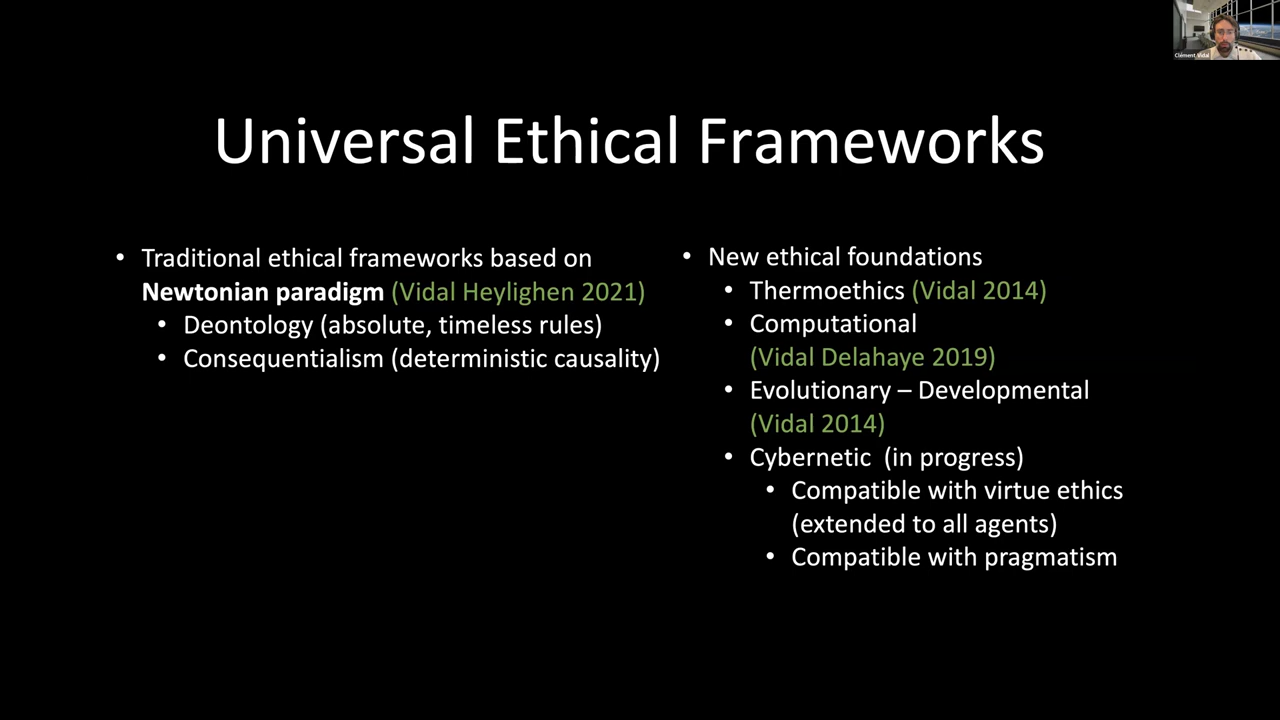 Clément Vidal
Universal Ethical Frameworks
• Traditional ethical frameworks based on
Newtonian paradigm (Vidal Heylighen 2021)
• Deontology (absolute, timeless rules)
• Consequentialism (deterministic causality)
• New ethical foundations
• Thermoethics (Vidal 2014)
• Computational
(Vidal Delahaye 2019)
• Evolutionary – Developmental
(Vidal 2014)
• Cybernetic  (in progress)
• Compatible with virtue ethics
(extended to all agents)
• Compatible with pragmatism